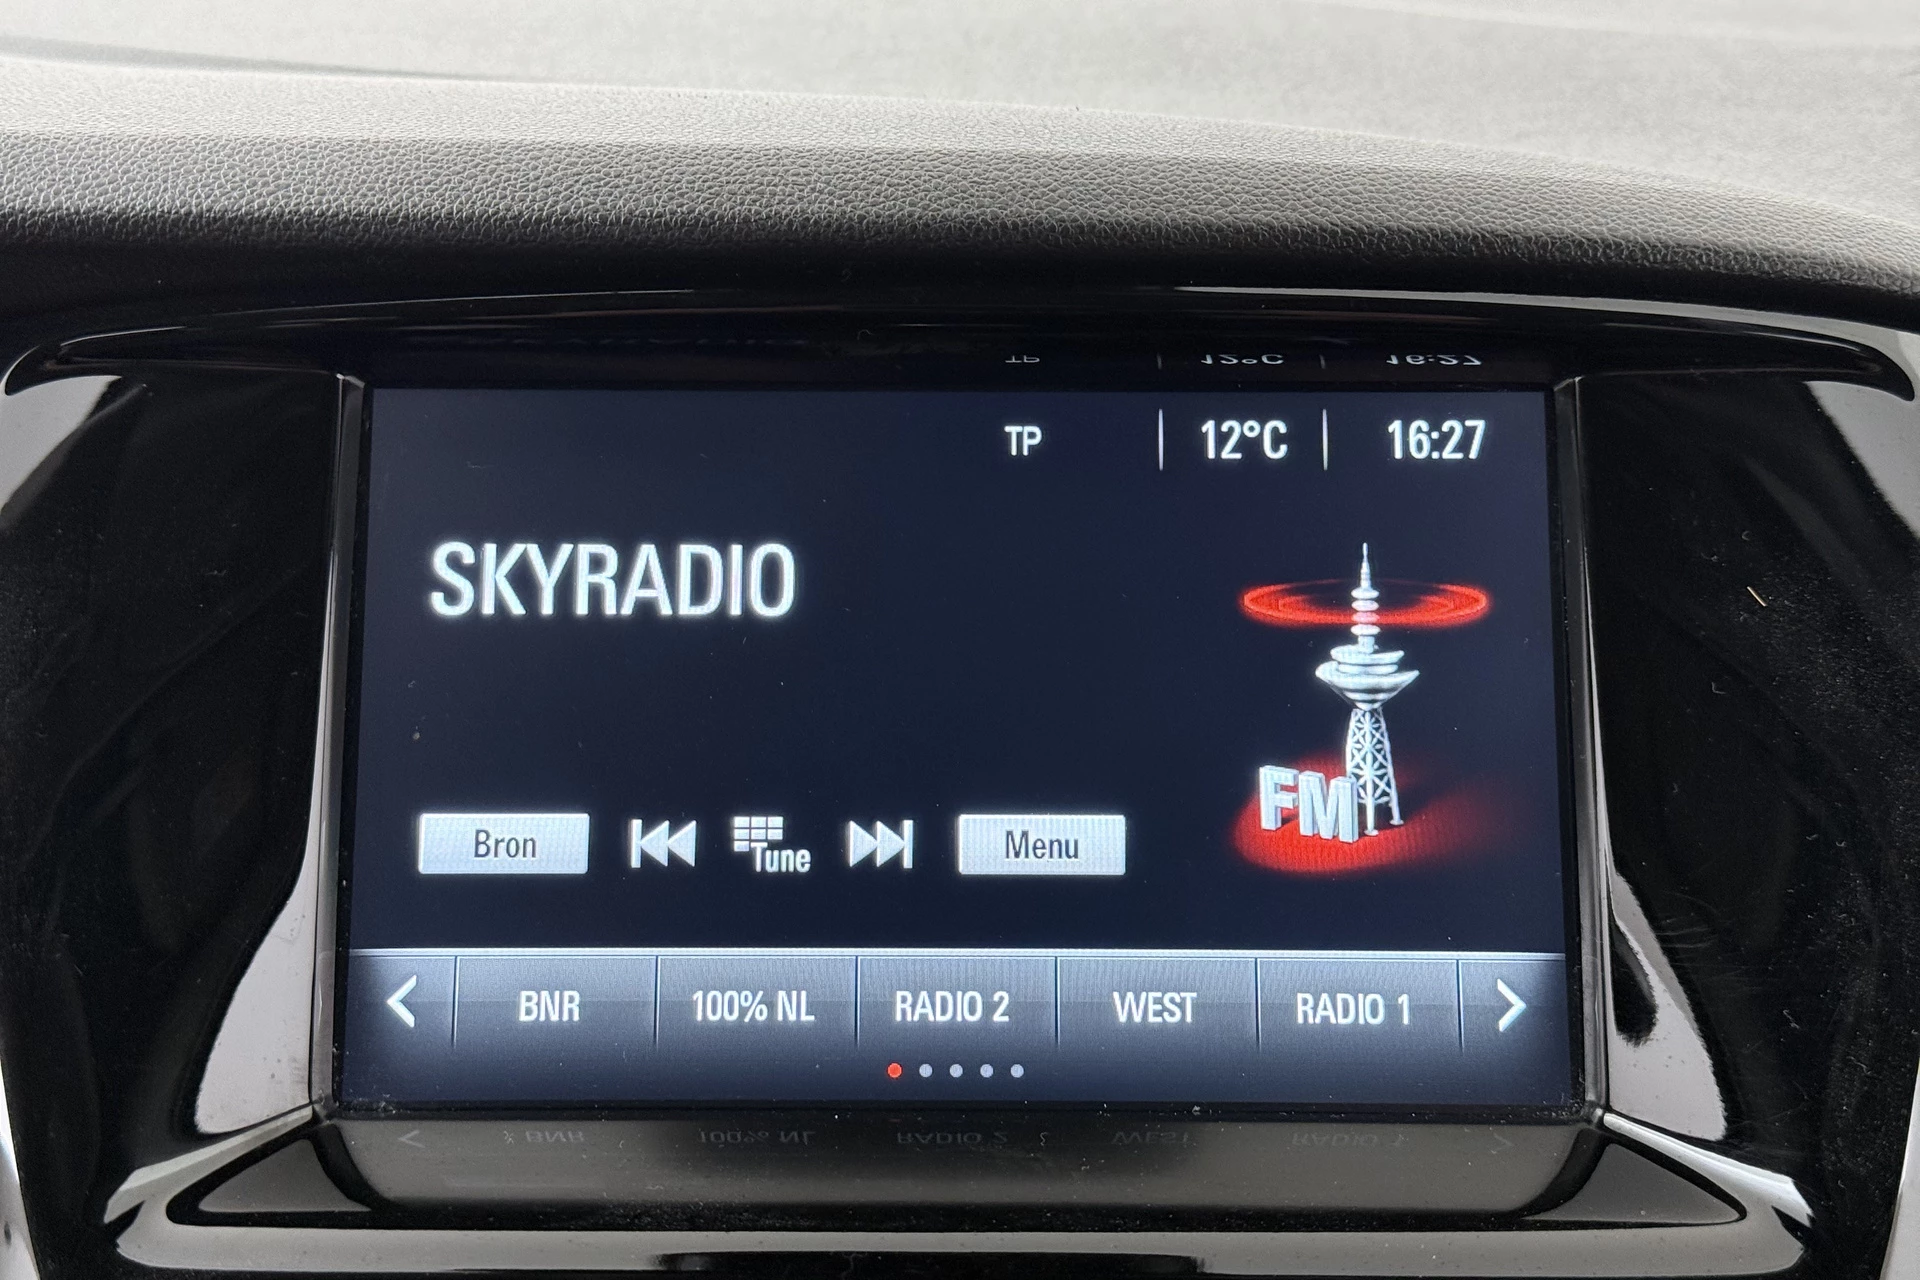 TP 12°C 16:27
SKYRADIO
FM
Bron Tune Menu
BNR 100% NL RADIO 2 WEST RADIO 1